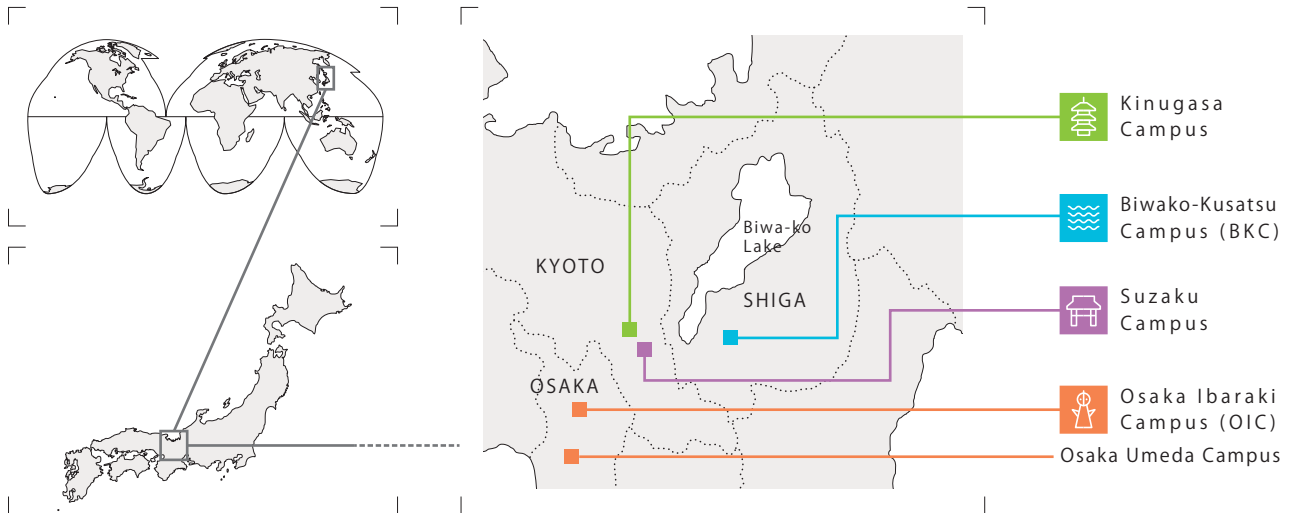 Kinugasa
Campus
Biwako-Kusatsu
Campus (BKC)
Biwa-ko
Lake
KYOTO
SHIGA
Suzaku
Campus
OSAKA
Osaka Ibaraki
Campus (OIC)
Osaka Umeda Campus